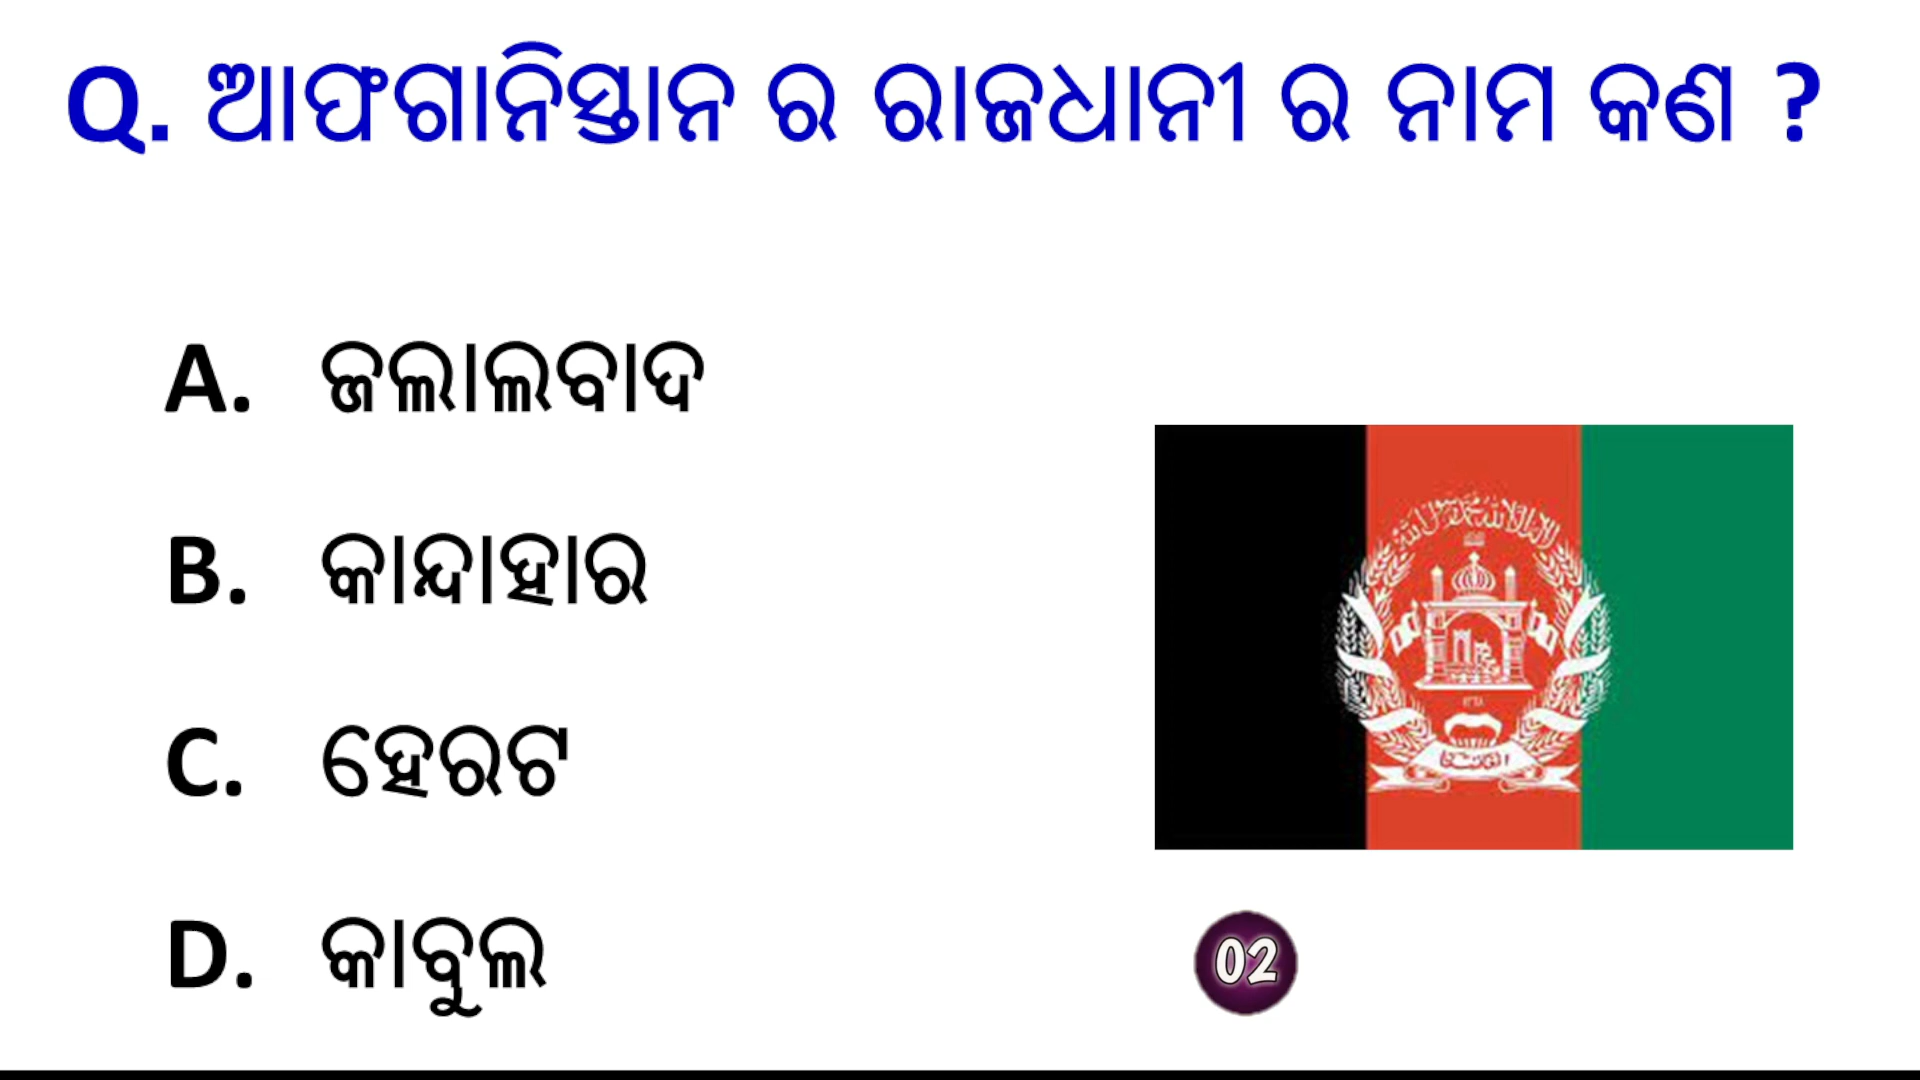 Q. ଆଫଗାନିସ୍ତାନ ର ରାଜଧାନୀ ର ନାମ କଣ ?
A. ଜଲାଲବାଦ
B. କାନ୍ଦାହାର
C. ହେରଟ
D. କାବୁଲ
02